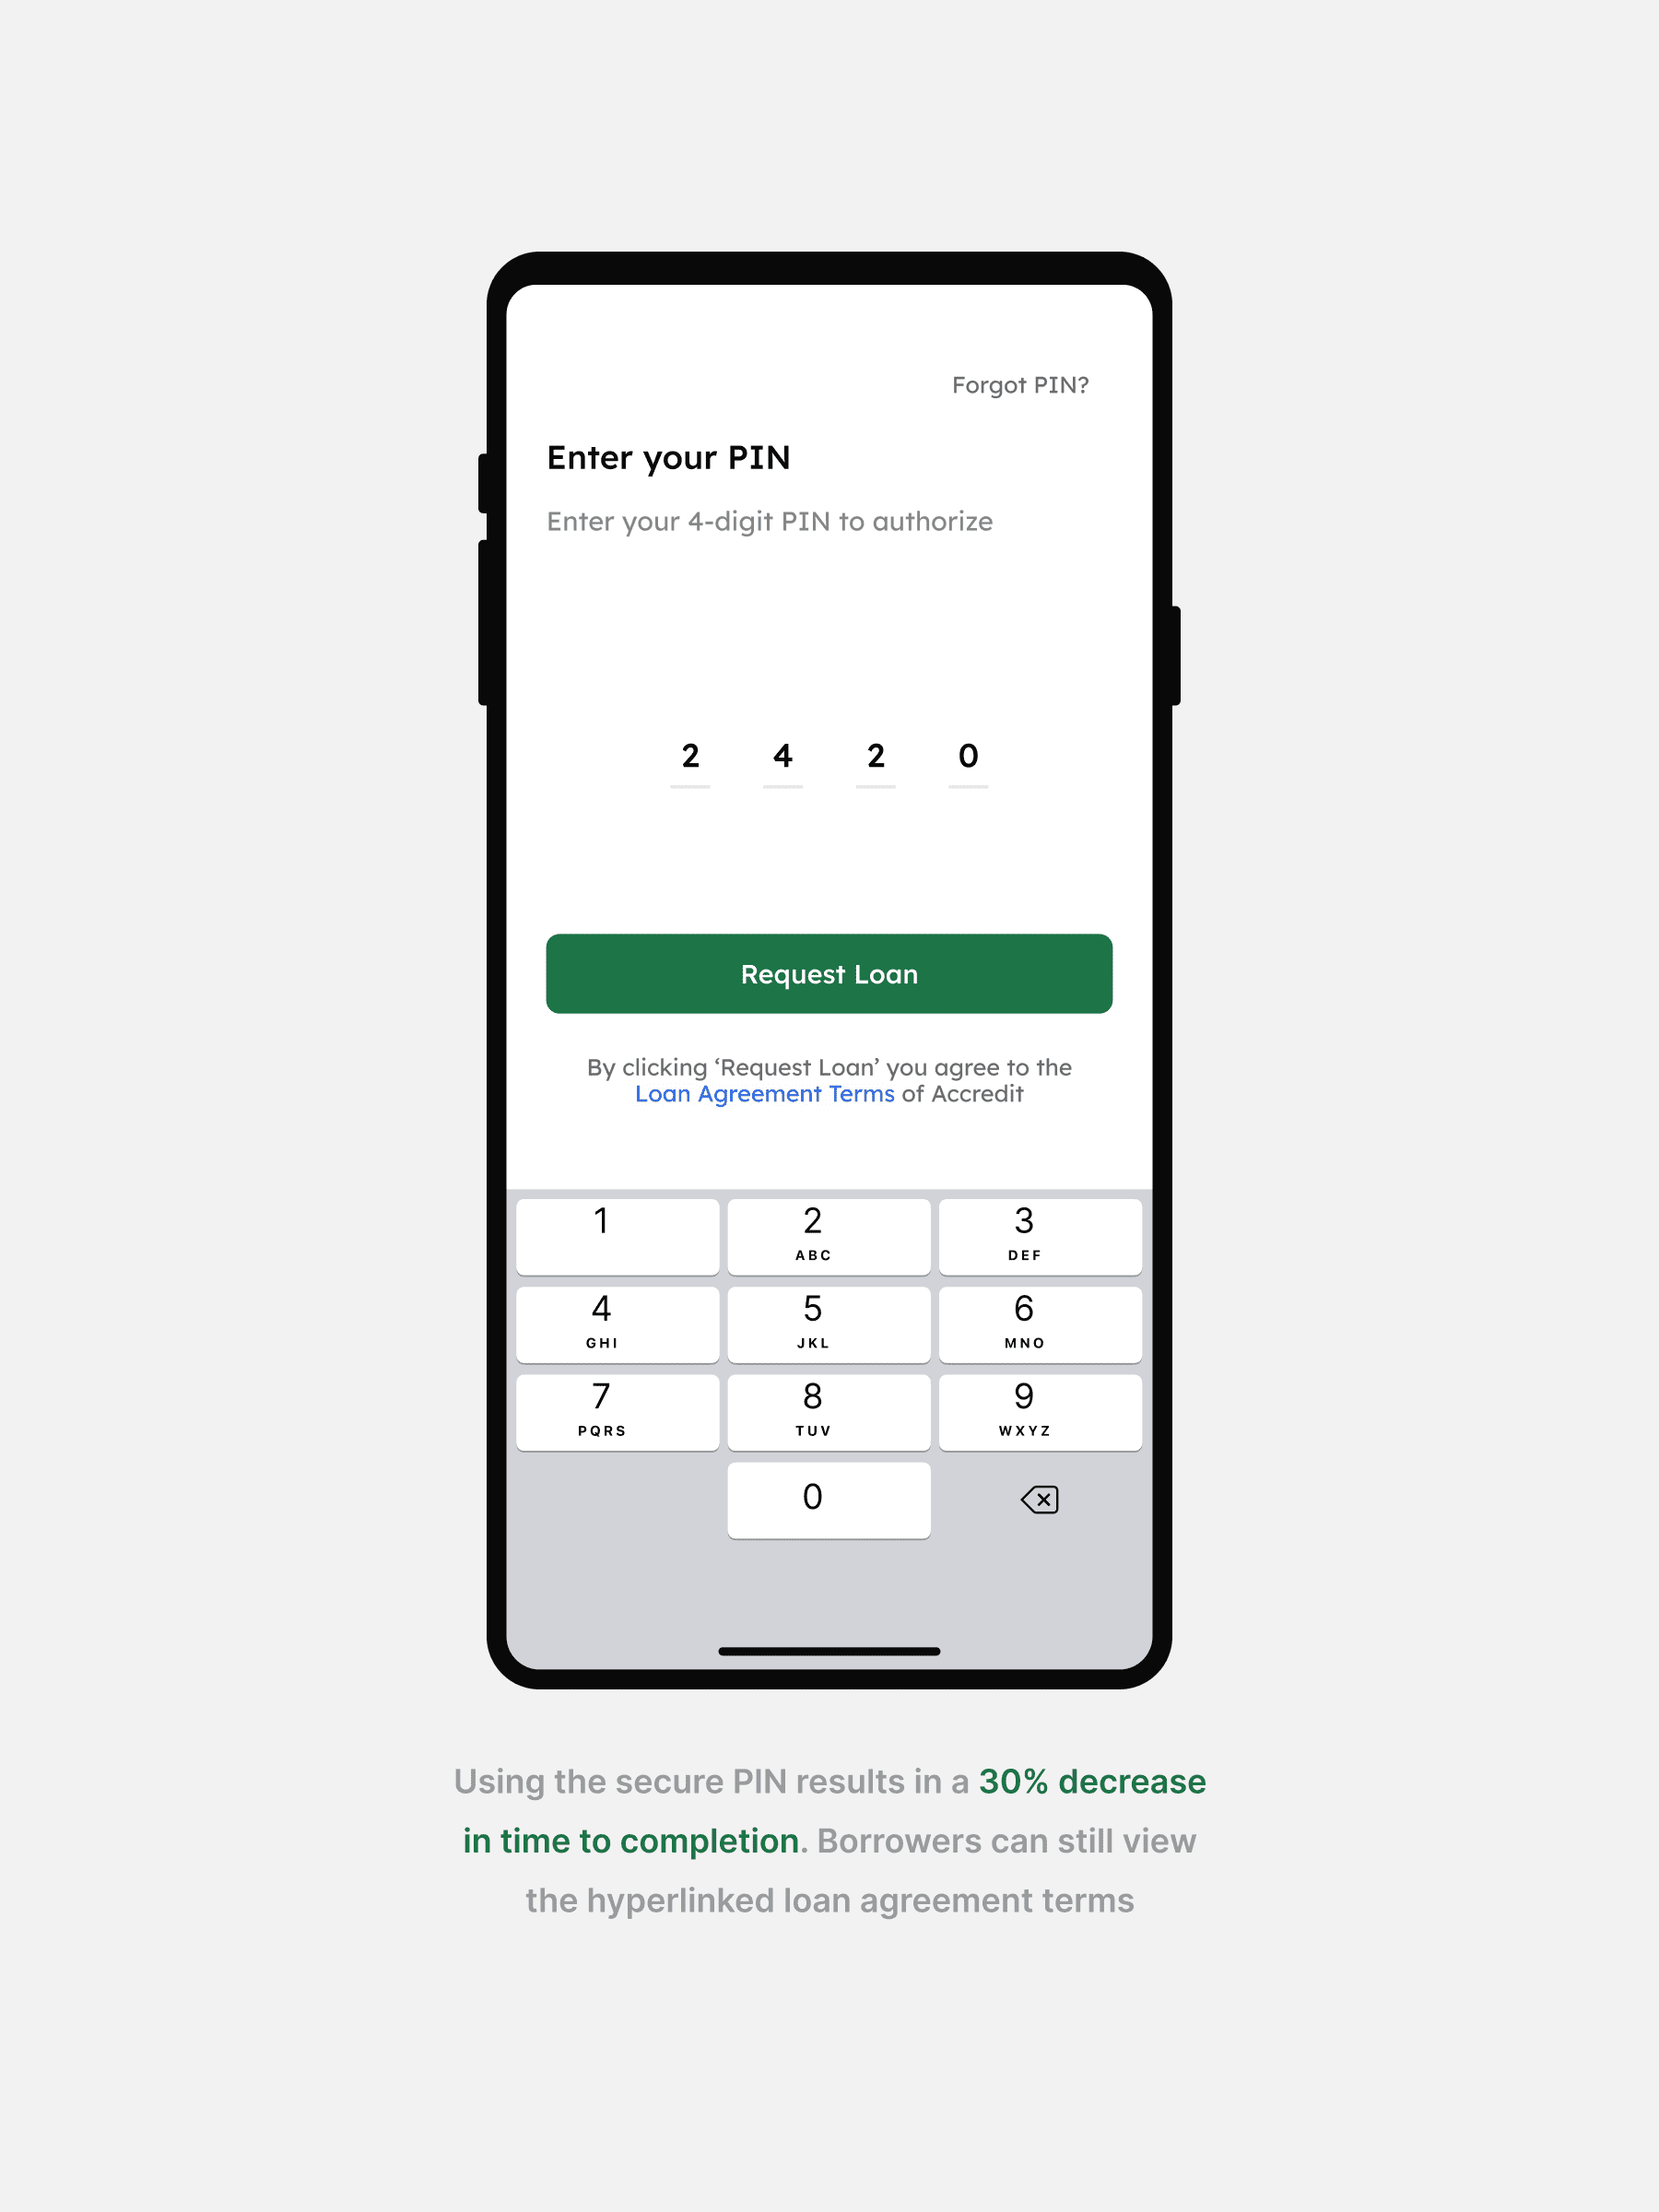 Forgot PIN?
Enter your PIN
Enter your 4-digit PIN to authorize
2 4 2 0
Request Loan
By clicking ‘Request Loan’ you agree to the
Loan Agreement Terms of Accredit
1 2 3
ABC DEF
4 5 6
GHI JKL MNO
7 8 9
PQRS TUV WXYZ
0
Using the secure PIN results in a 30% decrease
in time to completion. Borrowers can still view
the hyperlinked loan agreement terms